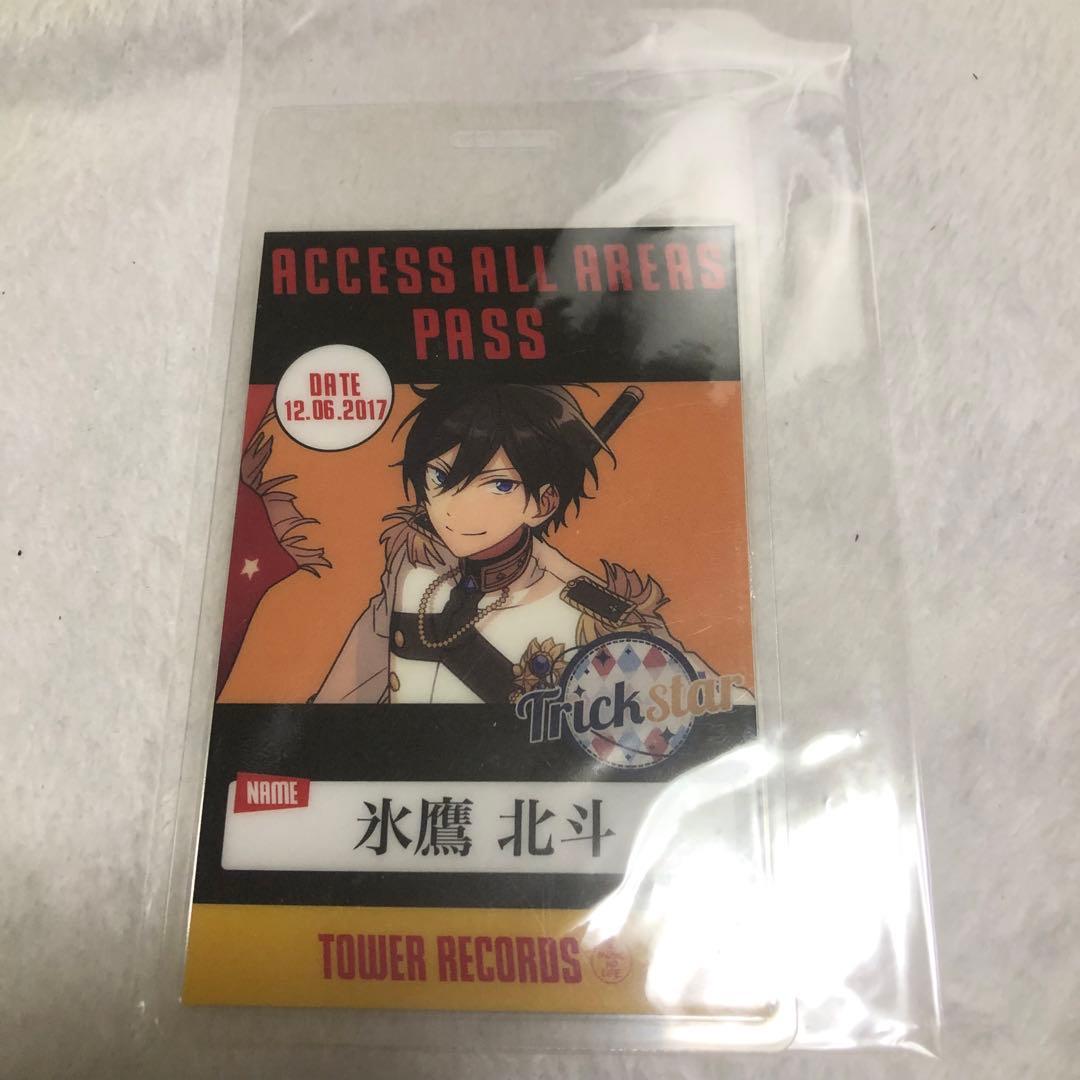 ACCESS ALL AREAS
PASS
DATE
12.06.2017
Trickstar
NAME
氷鷹 北斗
TOWER RECORDS